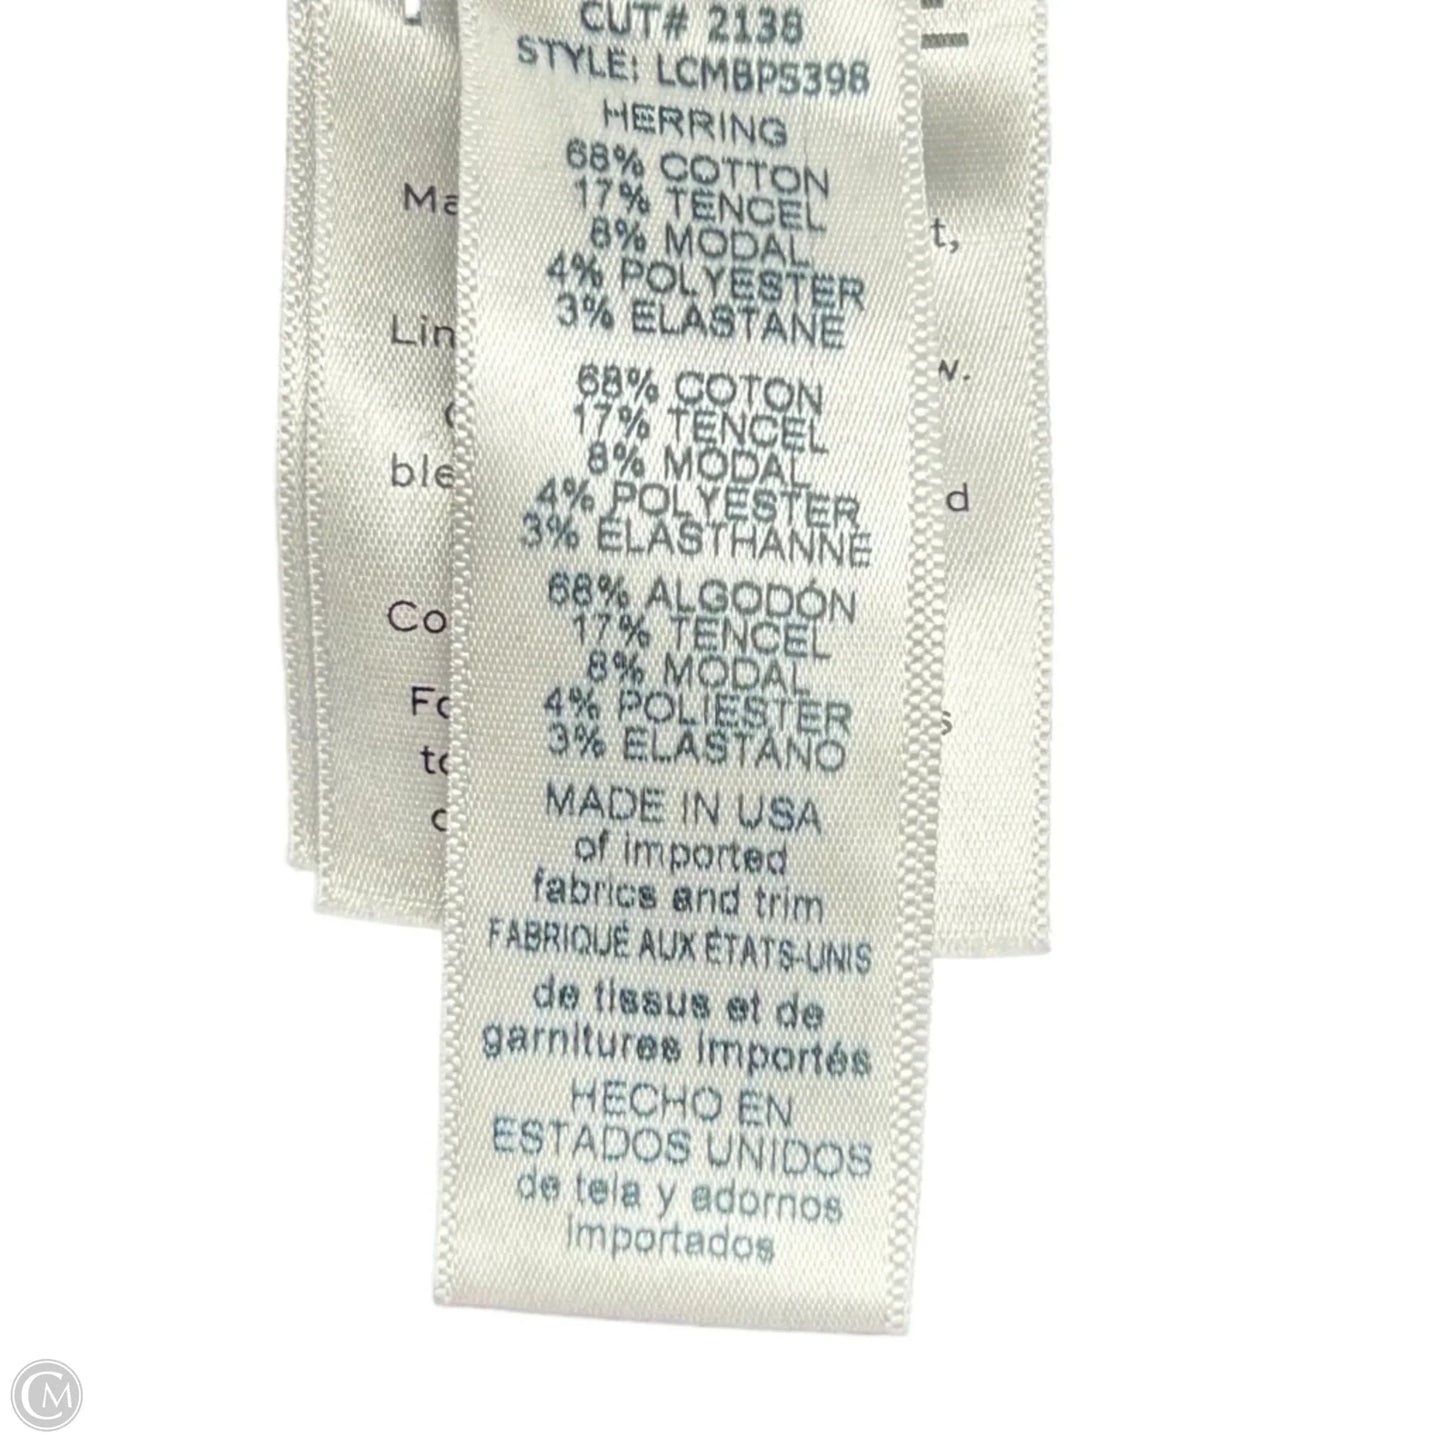 CUT# 2138
STYLE: LCMBPS398
HERRING
68% COTTON
17% TENCEL
8% MODAL
4% POLYESTER
3% ELASTANE
68% COTON
17% TENCEL
8% MODAL
4% POLYESTER
3% ELASTHANNE
68% ALGODÓN
17% TENCEL
8% MODAL
4% POLIESTER
3% ELASTANO
MADE IN USA
of imported
fabrics and trim
FABRIQUÉ AUX ÉTATS-UNIS
de tissus et de
garnitures importés
HECHO EN
ESTADOS UNIDOS
de tela y adornos
importados
CM